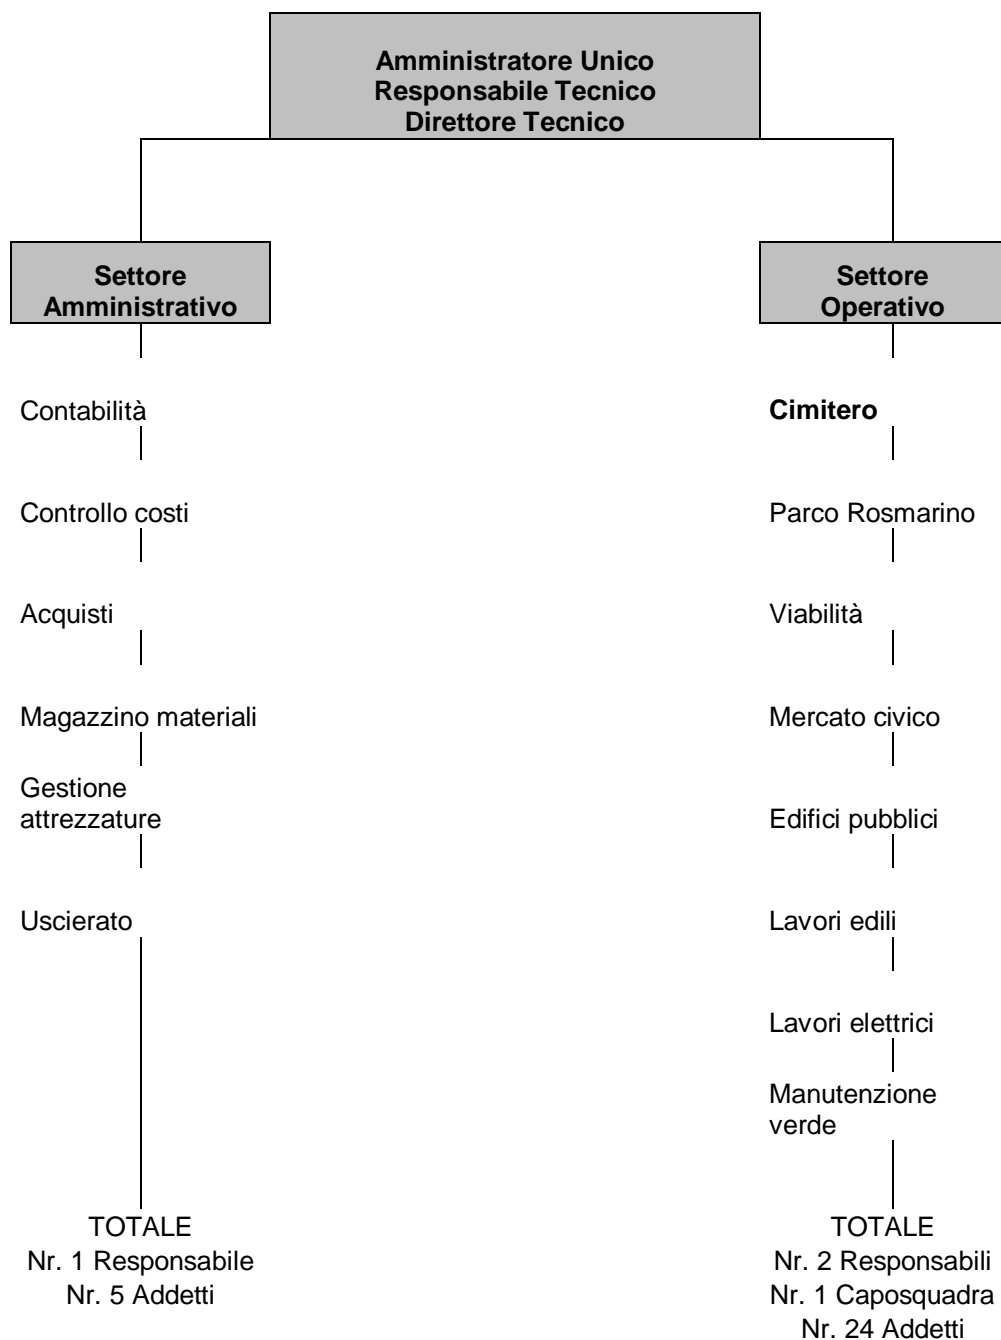 Amministratore Unico
Responsabile Tecnico
Direttore Tecnico
Settore
Amministrativo
Contabilità
Controllo costi
Acquisti
Magazzino materiali
Gestione
attrezzature
Uscierato
TOTALE
Nr. 1 Responsabile
Nr. 5 Addetti
Settore
Operativo
Cimitero
Parco Rosmarino
Viabilità
Mercato civico
Edifici pubblici
Lavori edili
Lavori elettrici
Manutenzione
verde
TOTALE
Nr. 2 Responsabili
Nr. 1 Caposquadra
Nr. 24 Addetti